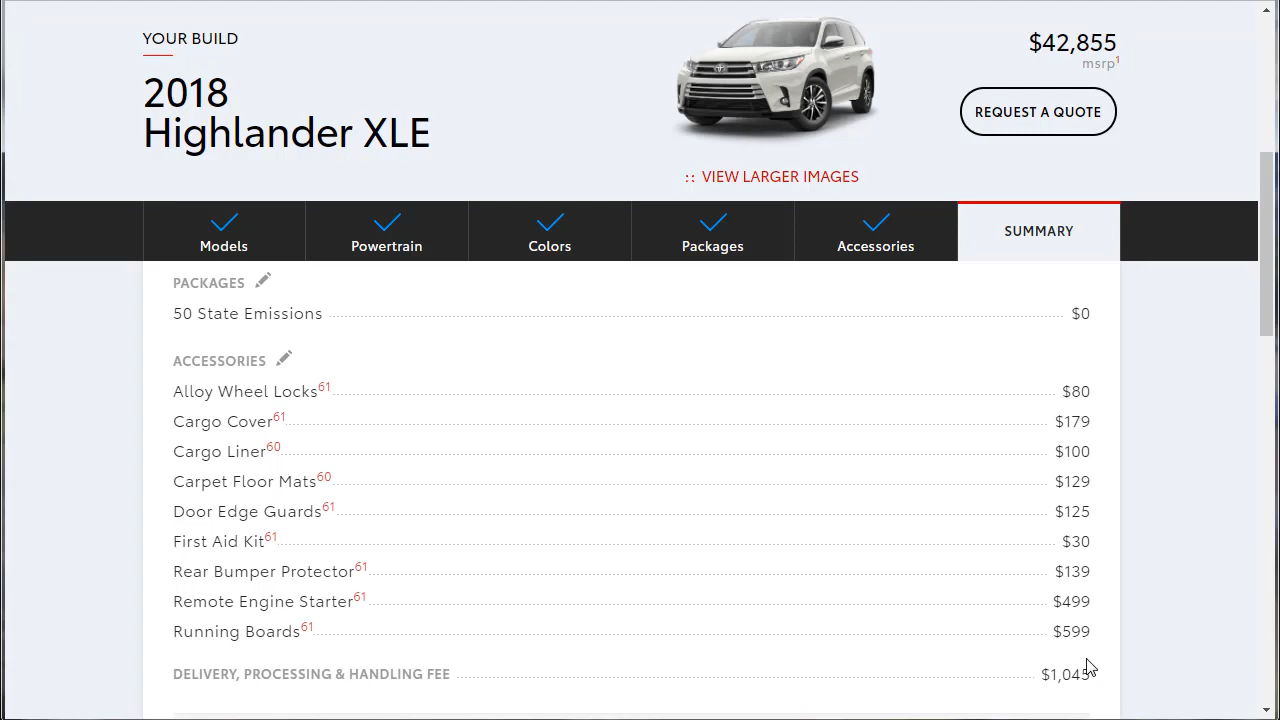 YOUR BUILD
2018
Highlander XLE
$42,855
msrp1
REQUEST A QUOTE
:: VIEW LARGER IMAGES
Models
Powertrain
Colors
Packages
Accessories
SUMMARY
PACKAGES
50 State Emissions $0
ACCESSORIES
Alloy Wheel Locks61 $80
Cargo Cover61 $179
Cargo Liner60 $100
Carpet Floor Mats60 $129
Door Edge Guards61 $125
First Aid Kit61 $30
Rear Bumper Protector61 $139
Remote Engine Starter61 $499
Running Boards61 $599
DELIVERY, PROCESSING & HANDLING FEE $1,045